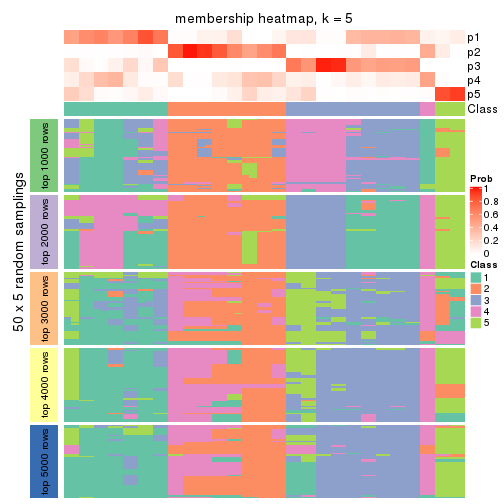 membership heatmap, k = 5
p1
p2
p3
p4
p5
Class
50 x 5 random samplings
top 1000 rows
top 2000 rows
top 3000 rows
top 4000 rows
top 5000 rows
Prob
1
0.8
0.6
0.4
0.2
0
Class
1
2
3
4
5